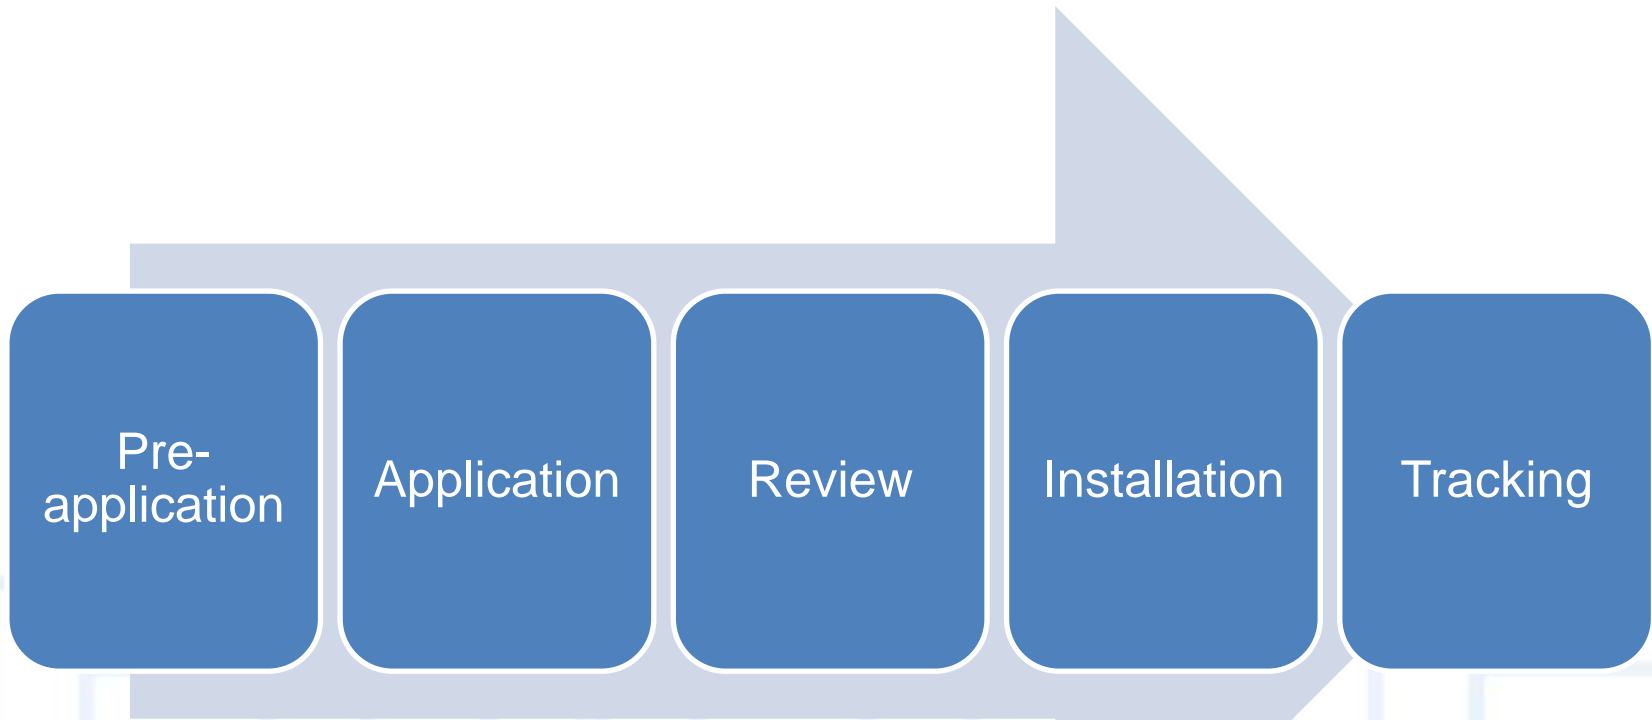 Pre-
application
Application
Review
Installation
Tracking